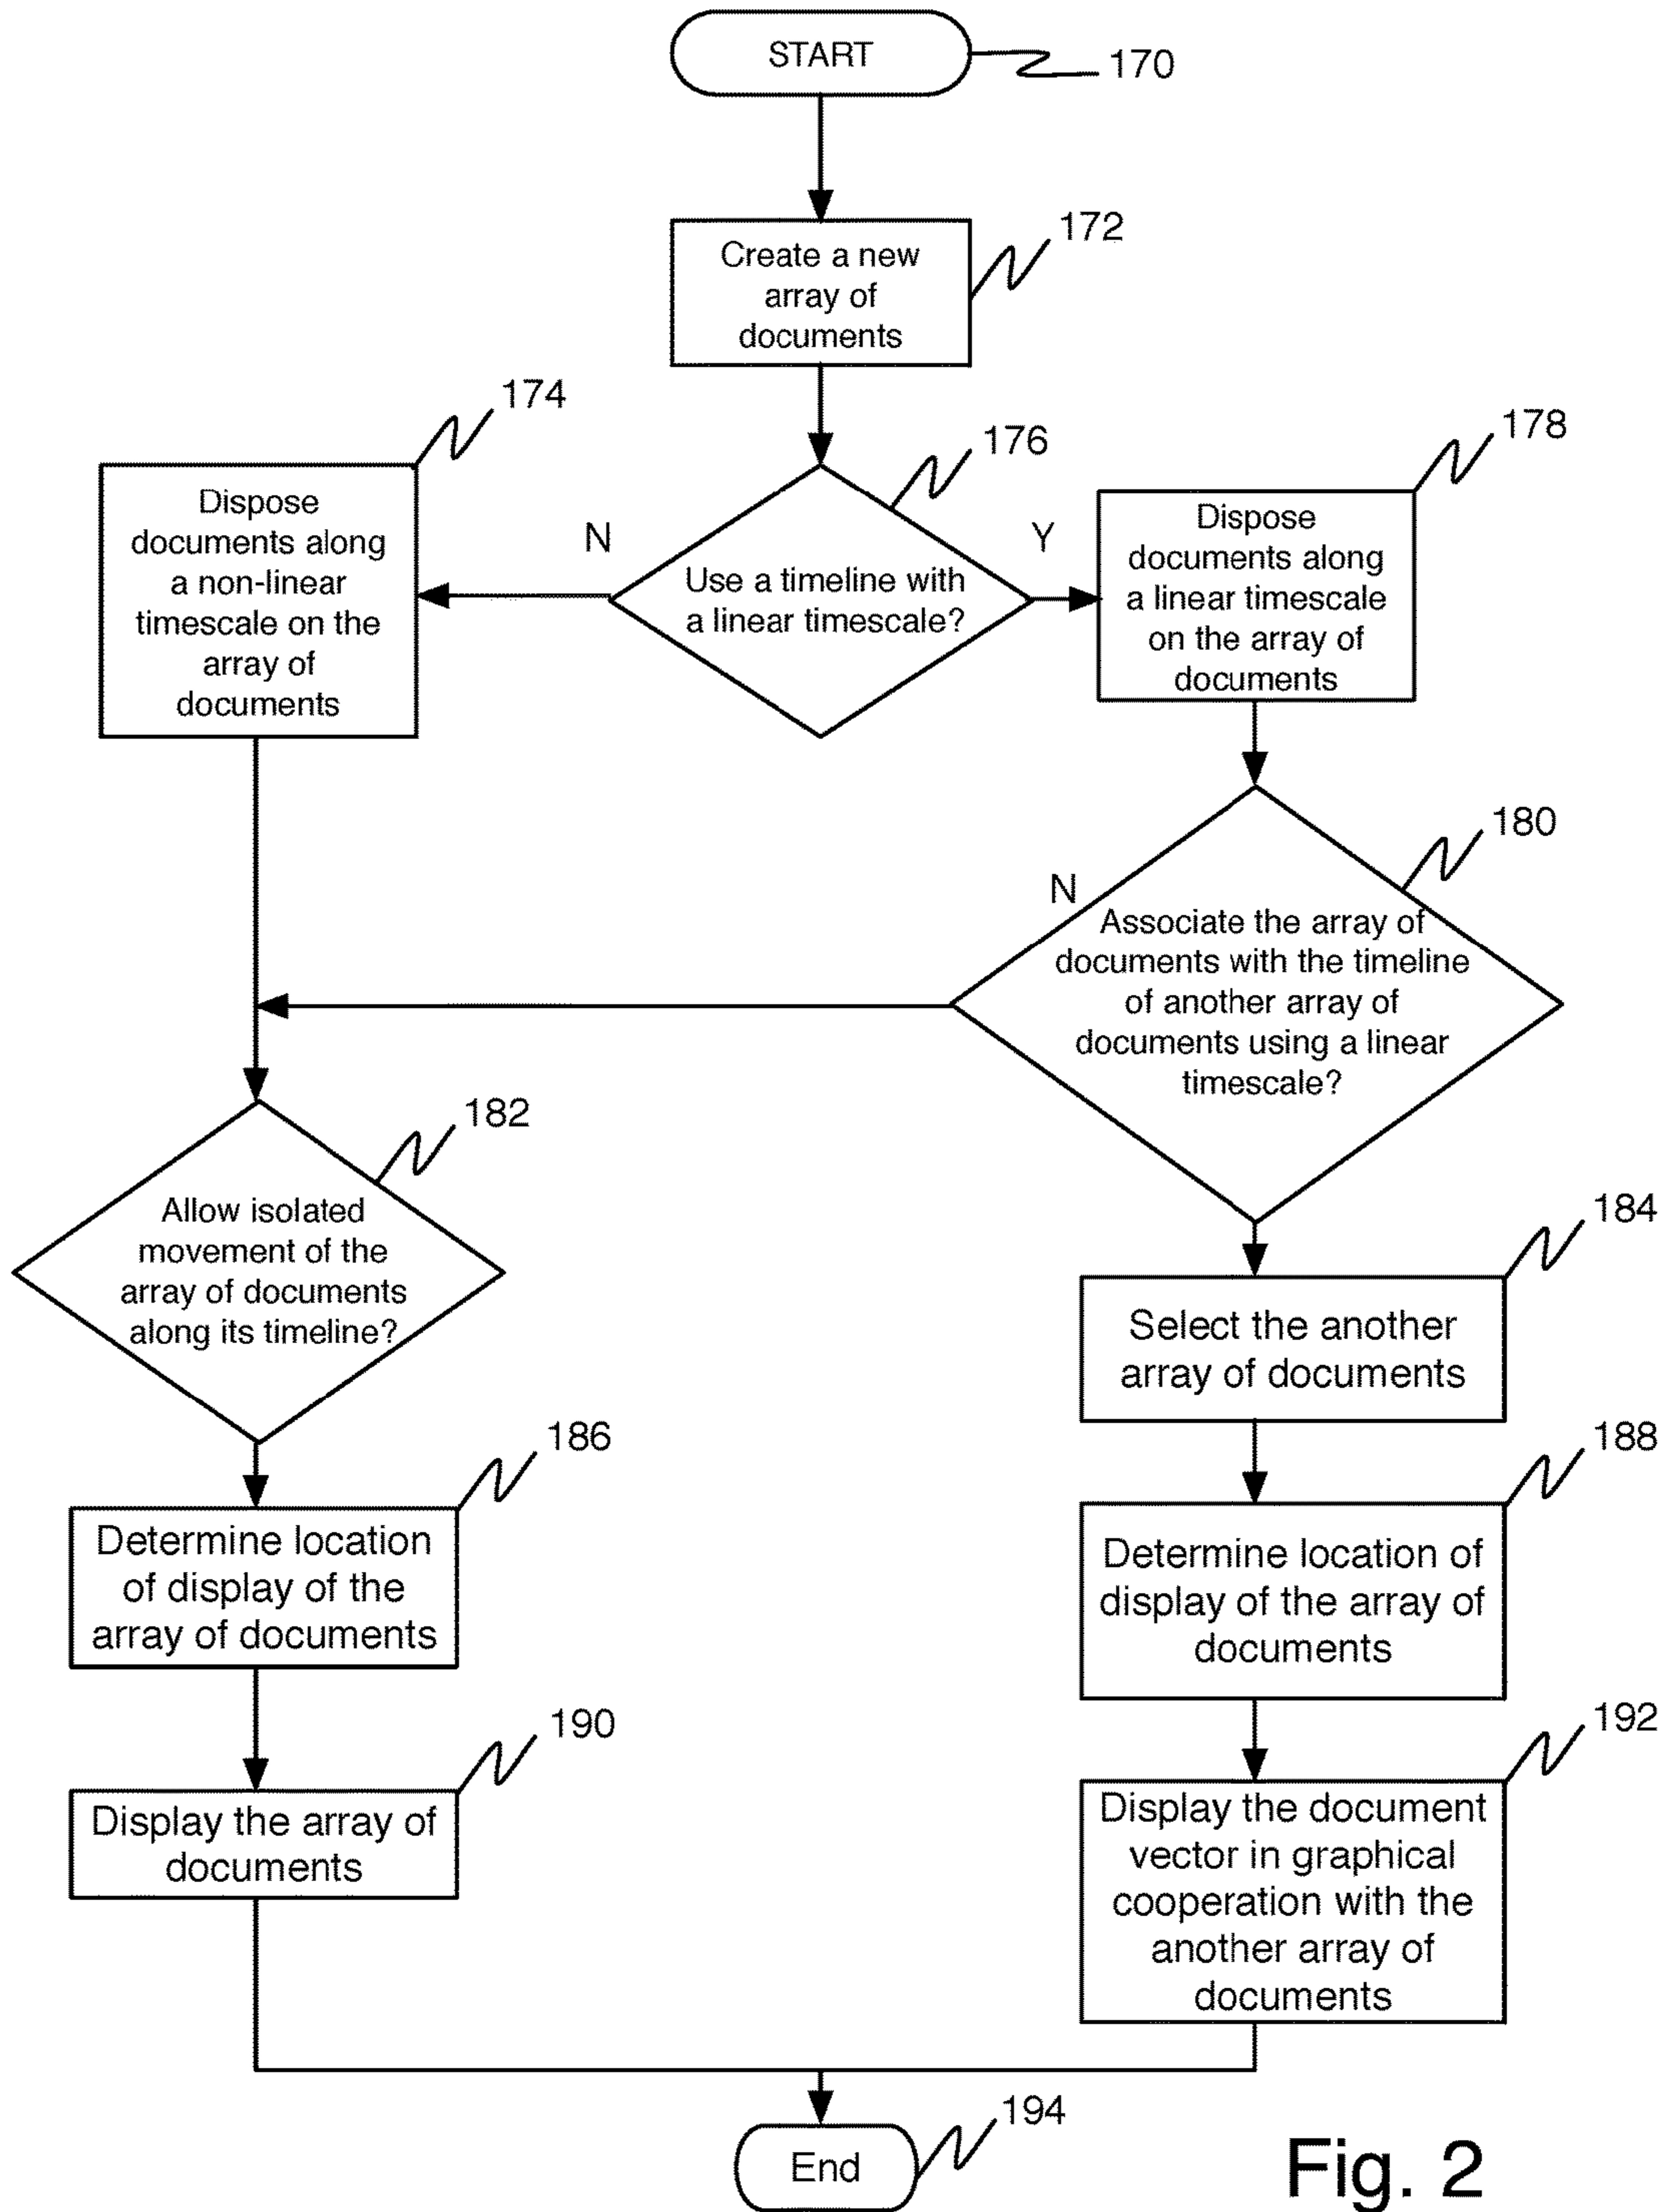 START
170
172
Create a new
array of
documents
174
176
178
Dispose
documents along
a non-linear
timescale on the
array of
documents
N
Use a timeline with
a linear timescale?
Y
Dispose
documents along
a linear timescale
on the array of
documents
180
N
Associate the array of
documents with the timeline
of another array of
documents using a linear
timescale?
182
Allow isolated
movement of the
array of documents
along its timeline?
184
Select the another
array of documents
186
Determine location
of display of the
array of documents
188
Determine location of
display of the array of
documents
190
Display the array of
documents
192
Display the document
vector in graphical
cooperation with the
another array of
documents
194
End
Fig. 2